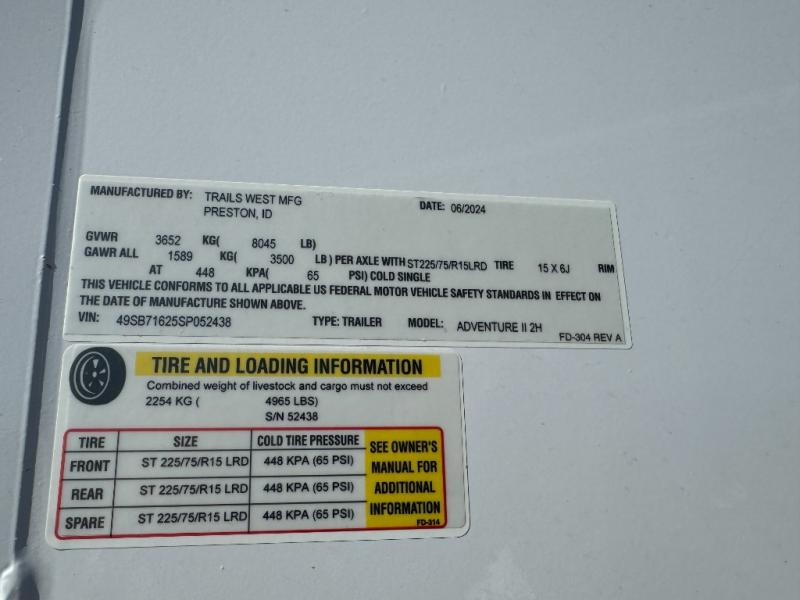 MANUFACTURED BY: TRAILS WEST MFG
PRESTON, ID
DATE: 06/2024
GVWR 3652 KG( 8045 LB)
GAWR ALL 1589 KG( 3500 LB ) PER AXLE WITH ST225/75/R15LRD TIRE 15 X 6J RIM
AT 448 KPA( 65 PSI) COLD SINGLE
THIS VEHICLE CONFORMS TO ALL APPLICABLE US FEDERAL MOTOR VEHICLE SAFETY STANDARDS IN EFFECT ON
THE DATE OF MANUFACTURE SHOWN ABOVE.
VIN: 49SB71625SP052438 TYPE: TRAILER MODEL: ADVENTURE II 2H
FD-304 REV A
TIRE AND LOADING INFORMATION
Combined weight of livestock and cargo must not exceed
2254 KG ( 4965 LBS)
S/N 52438
TIRE SIZE COLD TIRE PRESSURE
FRONT ST 225/75/R15 LRD 448 KPA (65 PSI)
REAR ST 225/75/R15 LRD 448 KPA (65 PSI)
SPARE ST 225/75/R15 LRD 448 KPA (65 PSI)
SEE OWNER'S
MANUAL FOR
ADDITIONAL
INFORMATION
FD-314